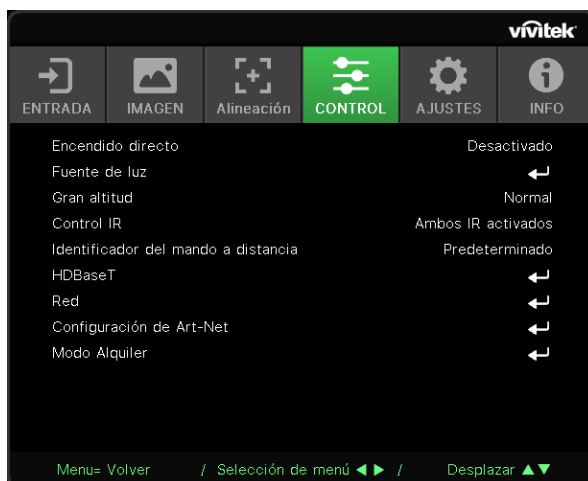 vivitek
ENTRADA IMAGEN Alineación CONTROL AJUSTES INFO
Encendido directo Desactivado
Fuente de luz
Gran altitud Normal
Control IR Ambos IR activados
Identificador del mando a distancia Predeterminado
HDBaseT
Red
Configuración de Art-Net
Modo Alquiler
Menu= Volver / Selección de menú ◀ ▶ / Desplazar ▲▼